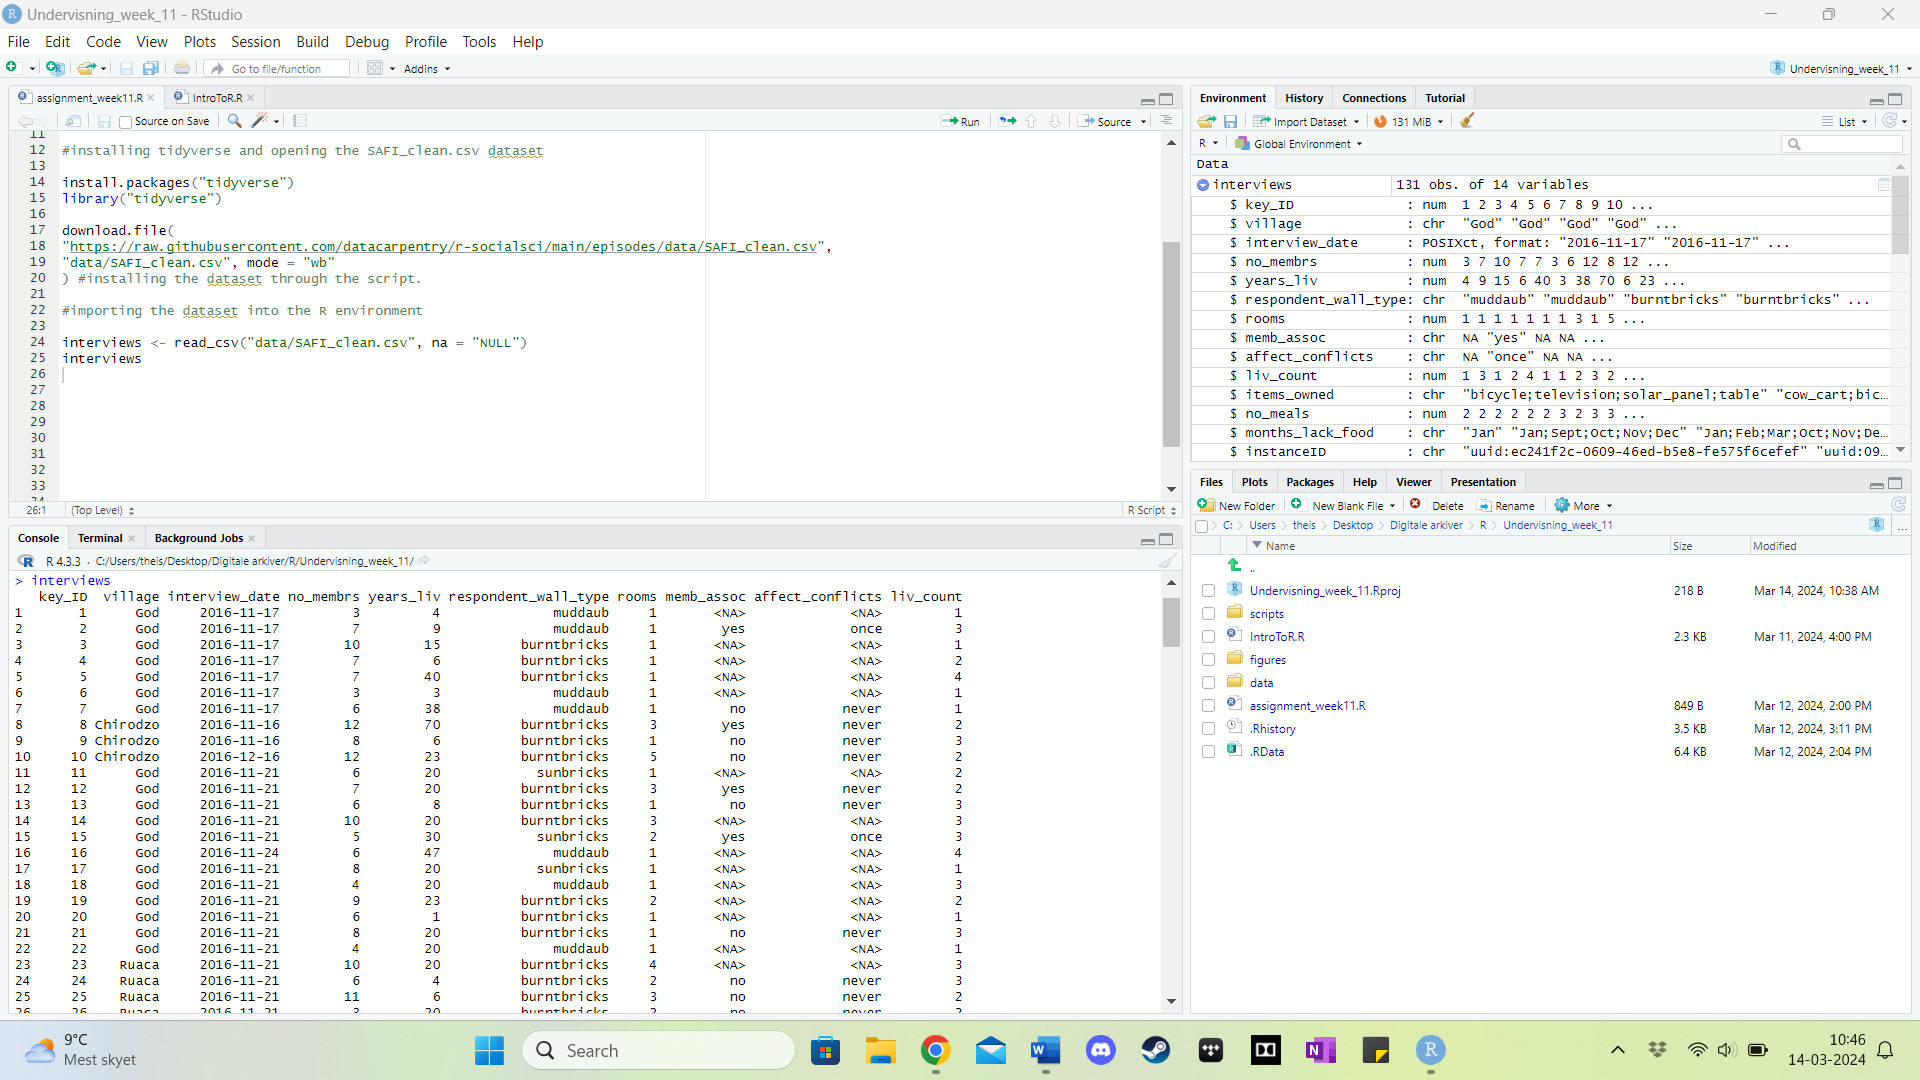 Undervisning_week_11 - RStudio
File Edit Code View Plots Session Build Debug Profile Tools Help
Go to file/function Addins
Undervisning_week_11
assignment_week11.R IntroToR.R
Source on Save Run Source
11
12 #installing tidyverse and opening the SAFI_clean.csv dataset
13
14 install.packages("tidyverse")
15 library("tidyverse")
16
17 download.file(
18 "https://raw.githubusercontent.com/datacarpentry/r-socialsci/main/episodes/data/SAFI_clean.csv",
19 "data/SAFI_clean.csv", mode = "wb"
20 ) #installing the dataset through the script.
21
22 #importing the dataset into the R environment
23
24 interviews <- read_csv("data/SAFI_clean.csv", na = "NULL")
25 interviews
26
27
28
29
30
31
32
33
34
26:1 (Top Level) R Script
Console Terminal Background Jobs
R 4.3.3 · C:/Users/theis/Desktop/Digitale arkiver/R/Undervisning_week_11/
> interviews
key_ID village interview_date no_membrs years_liv respondent_wall_type rooms memb_assoc affect_conflicts liv_count
1 1 God 2016-11-17 3 4 muddaub 1 <NA> <NA> 1
2 2 God 2016-11-17 7 9 muddaub 1 yes once 3
3 3 God 2016-11-17 10 15 burntbricks 1 <NA> <NA> 1
4 4 God 2016-11-17 7 6 burntbricks 1 <NA> <NA> 2
5 5 God 2016-11-17 7 40 burntbricks 1 <NA> <NA> 4
6 6 God 2016-11-17 3 3 muddaub 1 <NA> <NA> 1
7 7 God 2016-11-17 6 38 muddaub 1 no never 1
8 8 Chirodzo 2016-11-16 12 70 burntbricks 3 yes never 2
9 9 Chirodzo 2016-11-16 8 6 burntbricks 1 no never 3
10 10 Chirodzo 2016-12-16 12 23 burntbricks 5 no never 2
11 11 God 2016-11-21 6 20 sunbricks 1 <NA> <NA> 2
12 12 God 2016-11-21 7 20 burntbricks 3 yes never 2
13 13 God 2016-11-21 6 8 burntbricks 1 no never 3
14 14 God 2016-11-21 10 20 burntbricks 3 <NA> <NA> 3
15 15 God 2016-11-21 5 30 sunbricks 2 yes once 3
16 16 God 2016-11-24 6 47 muddaub 1 <NA> <NA> 4
17 17 God 2016-11-21 8 20 sunbricks 1 <NA> <NA> 1
18 18 God 2016-11-21 4 20 muddaub 1 <NA> <NA> 3
19 19 God 2016-11-21 9 23 burntbricks 2 <NA> <NA> 2
20 20 God 2016-11-21 6 1 burntbricks 1 <NA> <NA> 1
21 21 God 2016-11-21 8 20 burntbricks 1 no never 3
22 22 God 2016-11-21 4 20 muddaub 1 <NA> <NA> 1
23 23 Ruaca 2016-11-21 10 20 burntbricks 4 <NA> <NA> 3
24 24 Ruaca 2016-11-21 6 4 burntbricks 2 no never 3
25 25 Ruaca 2016-11-21 11 6 burntbricks 3 no never 2
26 26 Ruaca 2016-11-21 3 20 burntbricks 2 no never 2
Environment History Connections Tutorial
Import Dataset 131 MiB List
R Global Environment
Data
interviews 131 obs. of 14 variables
$ key_ID : num 1 2 3 4 5 6 7 8 9 10 ...
$ village : chr "God" "God" "God" "God" ...
$ interview_date : POSIXct, format: "2016-11-17" "2016-11-17" ...
$ no_membrs : num 3 7 10 7 7 3 6 12 8 12 ...
$ years_liv : num 4 9 15 6 40 3 38 70 6 23 ...
$ respondent_wall_type: chr "muddaub" "muddaub" "burntbricks" "burntbricks" ...
$ rooms : num 1 1 1 1 1 1 1 3 1 5 ...
$ memb_assoc : chr NA "yes" NA NA ...
$ affect_conflicts : chr NA "once" NA NA ...
$ liv_count : num 1 3 1 2 4 1 1 2 3 2 ...
$ items_owned : chr "bicycle;television;solar_panel;table" "cow_cart;bic...
$ no_meals : num 2 2 2 2 2 2 3 2 3 3 ...
$ months_lack_food : chr "Jan" "Jan;Sept;Oct;Nov;Dec" "Jan;Feb;Mar;Oct;Nov;De...
$ instanceID : chr "uuid:ec241f2c-0609-46ed-b5e8-fe575f6cefef" "uuid:09...
Files Plots Packages Help Viewer Presentation
New Folder New Blank File Delete Rename More
C: Users theis Desktop Digitale arkiver R Undervisning_week_11 ...
Name Size Modified
..
Undervisning_week_11.Rproj 218 B Mar 14, 2024, 10:38 AM
scripts
IntroToR.R 2.3 KB Mar 11, 2024, 4:00 PM
figures
data
assignment_week11.R 849 B Mar 12, 2024, 2:00 PM
.Rhistory 3.5 KB Mar 12, 2024, 3:11 PM
.RData 6.4 KB Mar 12, 2024, 2:04 PM
9°C
Mest skyet
Search
10:46
14-03-2024